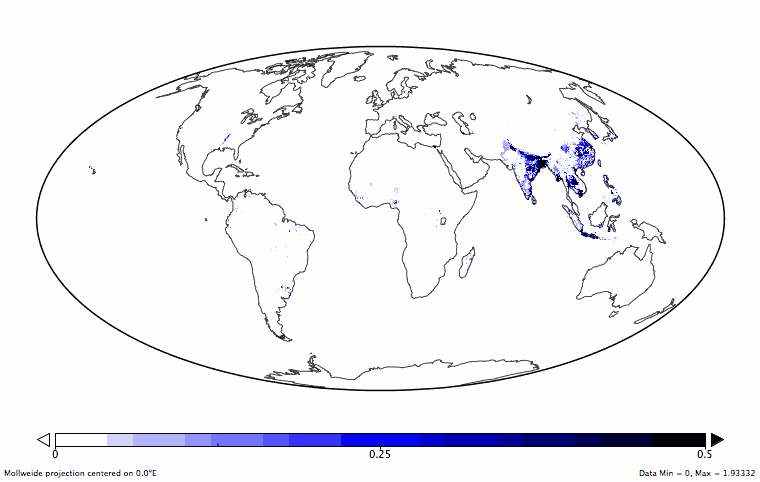 0 0.25 0.5
Mollweide projection centered on 0.0°E Data Min = 0, Max = 1.93332